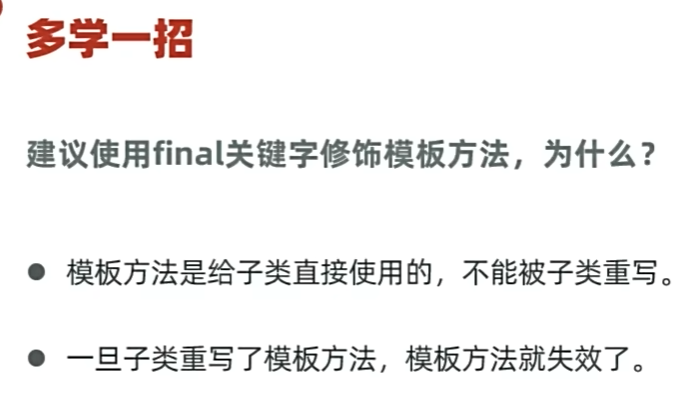 多学一招
建议使用final关键字修饰模板方法，为什么？
● 模板方法是给子类直接使用的，不能被子类重写。
● 一旦子类重写了模板方法，模板方法就失效了。